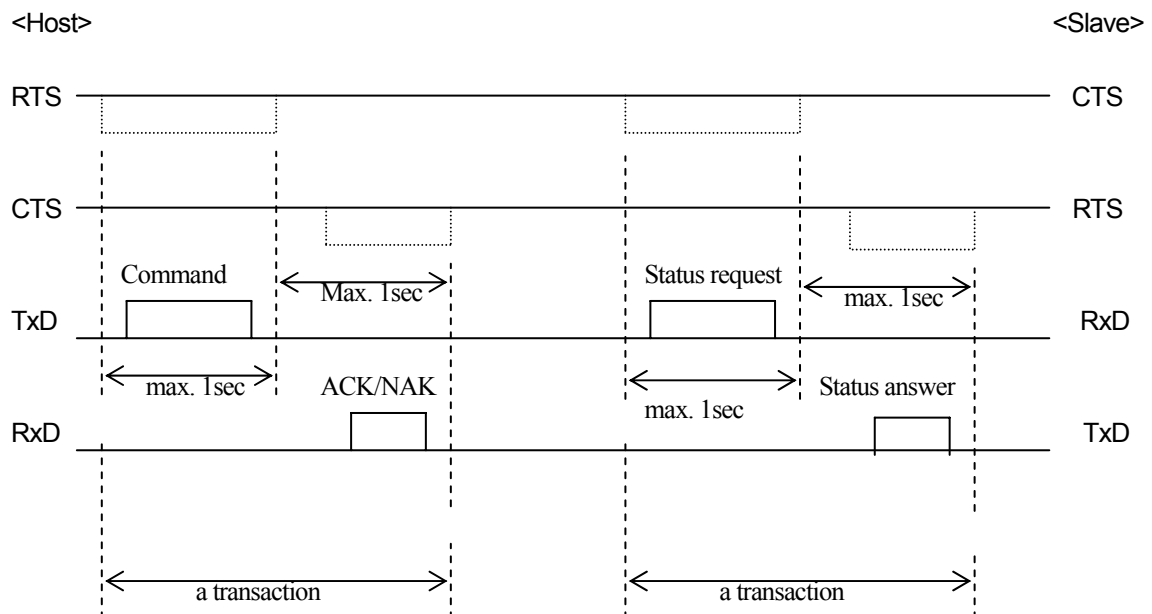 <Host> <Slave>
RTS CTS
CTS RTS
Command Status request
Max. 1sec max. 1sec
TxD RxD
max. 1sec ACK/NAK Status answer
max. 1sec
RxD TxD
a transaction a transaction